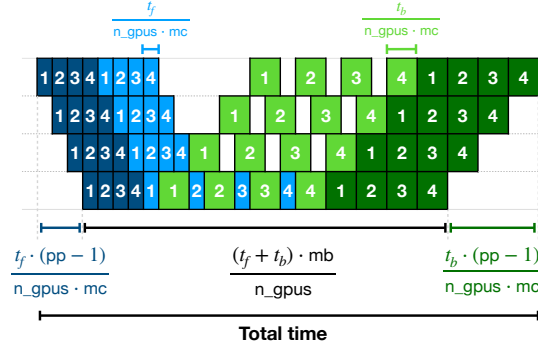 t_f t_b
n_gpus · mc n_gpus · mc
1 2 3 4 1 2 3 4 1 2 3 4 1 2 3 4
1 2 3 4 1 2 3 4 1 2 3 4 1 2 3 4
1 2 3 4 1 2 3 4 1 2 3 4 1 2 3 4
1 2 3 4 1 1 2 2 3 3 4 4 1 2 3 4
t_f · (pp − 1) (t_f + t_b) · mb t_b · (pp − 1)
n_gpus · mc n_gpus n_gpus · mc
Total time